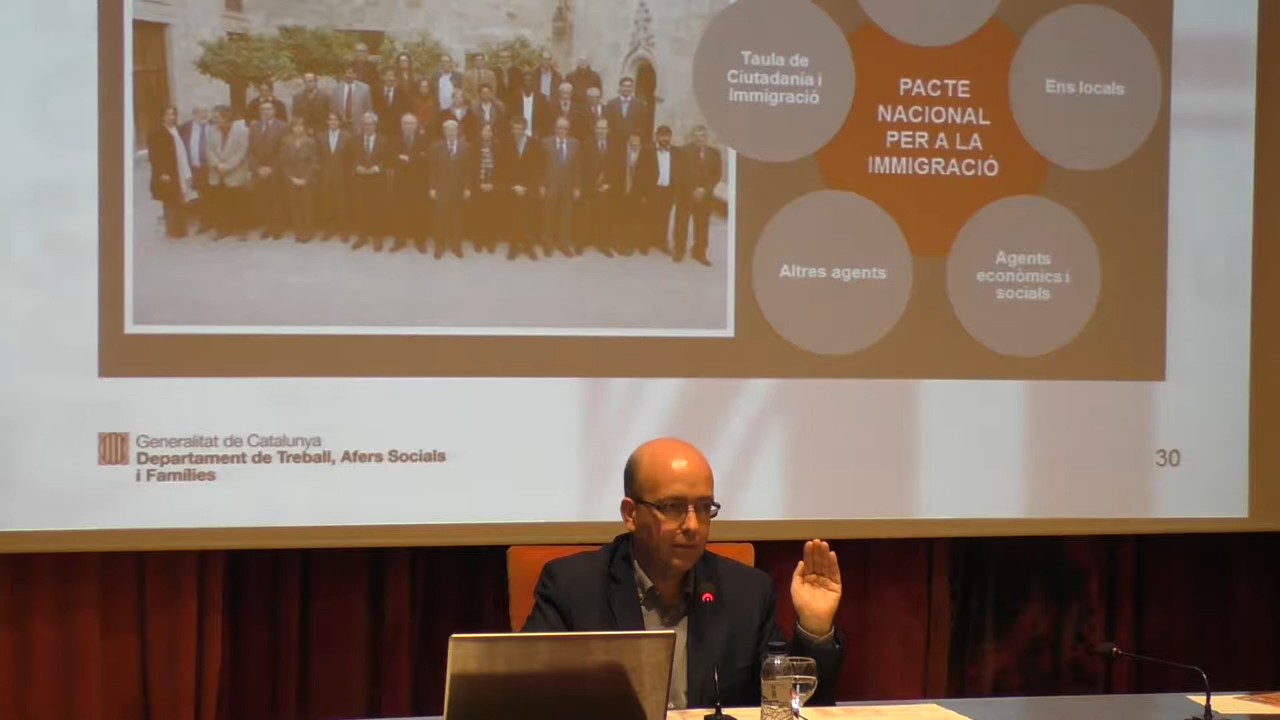 Taula de
Ciutadania i
Immigració
PACTE
NACIONAL
PER A LA
IMMIGRACIÓ
Ens locals
Altres agents
Agents
econòmics i
socials
Generalitat de Catalunya
Departament de Treball, Afers Socials
i Famílies
30